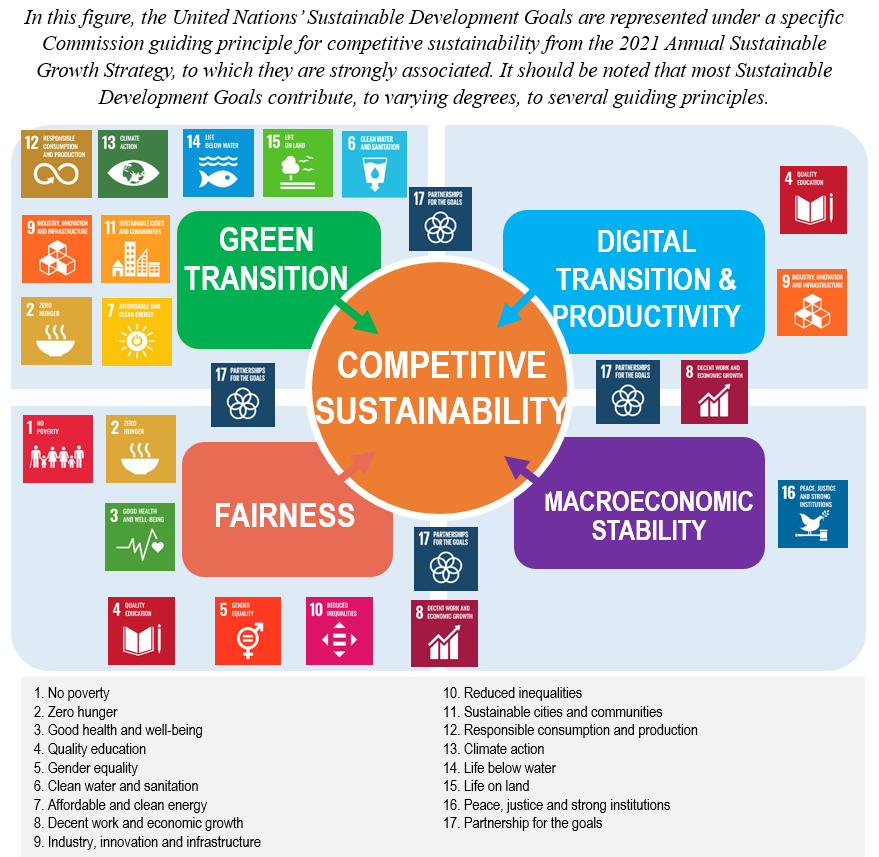 In this figure, the United Nations’ Sustainable Development Goals are represented under a specific
Commission guiding principle for competitive sustainability from the 2021 Annual Sustainable
Growth Strategy, to which they are strongly associated. It should be noted that most Sustainable
Development Goals contribute, to varying degrees, to several guiding principles.
12 RESPONSIBLE
CONSUMPTION
AND PRODUCTION
13 CLIMATE
ACTION
14 LIFE
BELOW WATER
15 LIFE
ON LAND
6 CLEAN WATER
AND SANITATION
17 PARTNERSHIPS
FOR THE GOALS
4 QUALITY
EDUCATION
9 INDUSTRY, INNOVATION
AND INFRASTRUCTURE
11 SUSTAINABLE CITIES
AND COMMUNITIES
GREEN
TRANSITION
DIGITAL
TRANSITION &
PRODUCTIVITY
9 INDUSTRY, INNOVATION
AND INFRASTRUCTURE
2 ZERO
HUNGER
7 AFFORDABLE AND
CLEAN ENERGY
COMPETITIVE
SUSTAINABILITY
17 PARTNERSHIPS
FOR THE GOALS
17 PARTNERSHIPS
FOR THE GOALS
8 DECENT WORK AND
ECONOMIC GROWTH
1 NO
POVERTY
2 ZERO
HUNGER
3 GOOD HEALTH
AND WELL-BEING
FAIRNESS
MACROECONOMIC
STABILITY
16 PEACE, JUSTICE
AND STRONG
INSTITUTIONS
17 PARTNERSHIPS
FOR THE GOALS
4 QUALITY
EDUCATION
5 GENDER
EQUALITY
10 REDUCED
INEQUALITIES
8 DECENT WORK AND
ECONOMIC GROWTH
1. No poverty
2. Zero hunger
3. Good health and well-being
4. Quality education
5. Gender equality
6. Clean water and sanitation
7. Affordable and clean energy
8. Decent work and economic growth
9. Industry, innovation and infrastructure
10. Reduced inequalities
11. Sustainable cities and communities
12. Responsible consumption and production
13. Climate action
14. Life below water
15. Life on land
16. Peace, justice and strong institutions
17. Partnership for the goals